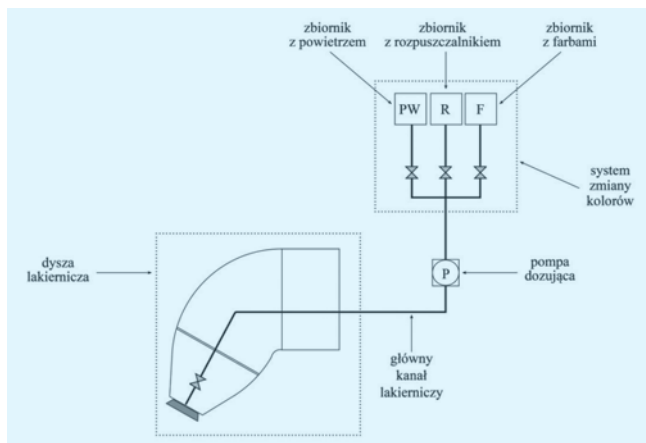 zbiornik
z powietrzem
zbiornik
z rozpuszczalnikiem
zbiornik
z farbami
PW
R
F
system
zmiany
kolorów
dysza
lakiernicza
P
pompa
dozująca
główny
kanał
lakierniczy